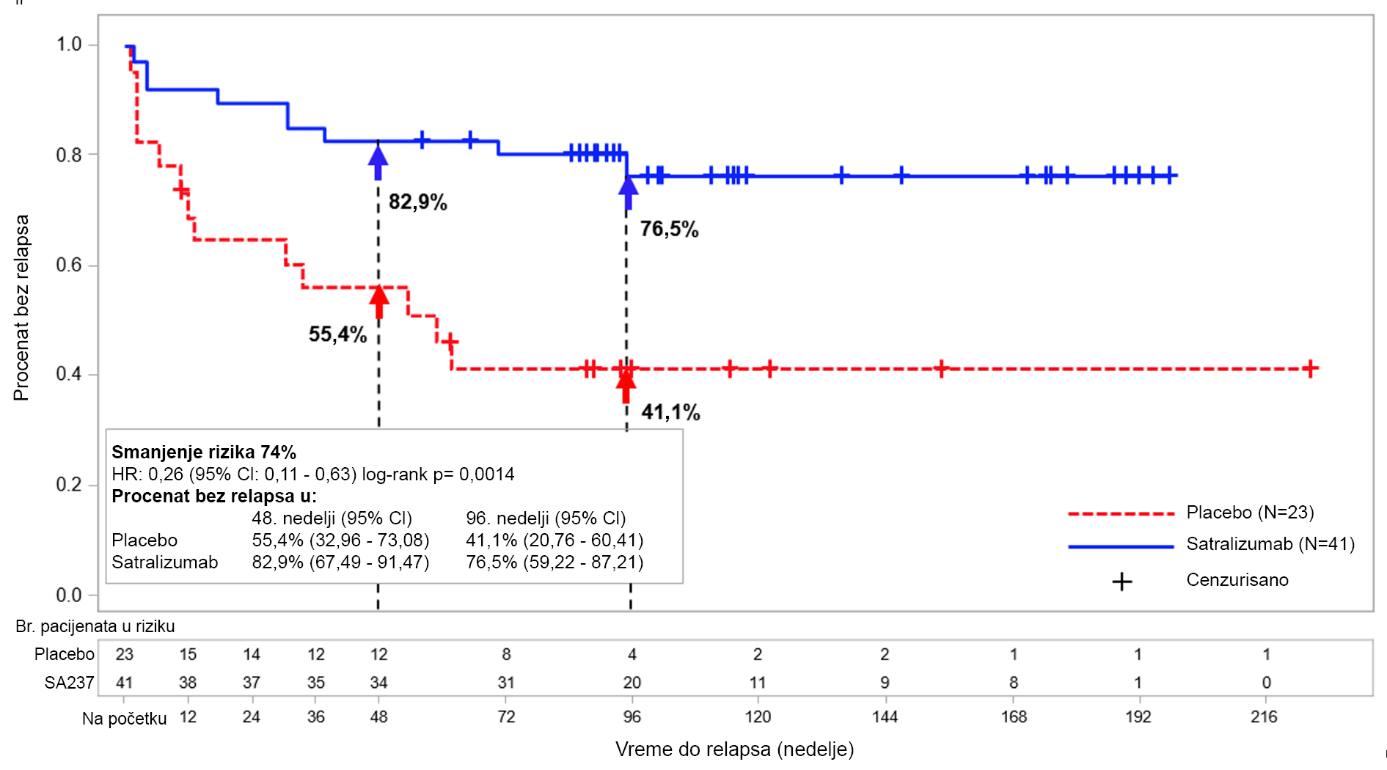 1.0
0.8
0.6
0.4
0.2
0.0
Procenat bez relapsa
82,9%
76,5%
55,4%
41,1%
Smanjenje rizika 74%
HR: 0,26 (95% CI: 0,11 - 0,63) log-rank p= 0,0014
Procenat bez relapsa u:
48. nedelji (95% CI) 96. nedelji (95% CI)
Placebo 55,4% (32,96 - 73,08) 41,1% (20,76 - 60,41)
Satralizumab 82,9% (67,49 - 91,47) 76,5% (59,22 - 87,21)
Placebo (N=23)
Satralizumab (N=41)
Cenzurisano
Br. pacijenata u riziku
Placebo 23 15 14 12 12 8 4 2 2 1 1 1
SA237 41 38 37 35 34 31 20 11 9 8 1 0
Na početku 12 24 36 48 72 96 120 144 168 192 216
Vreme do relapsa (nedelje)